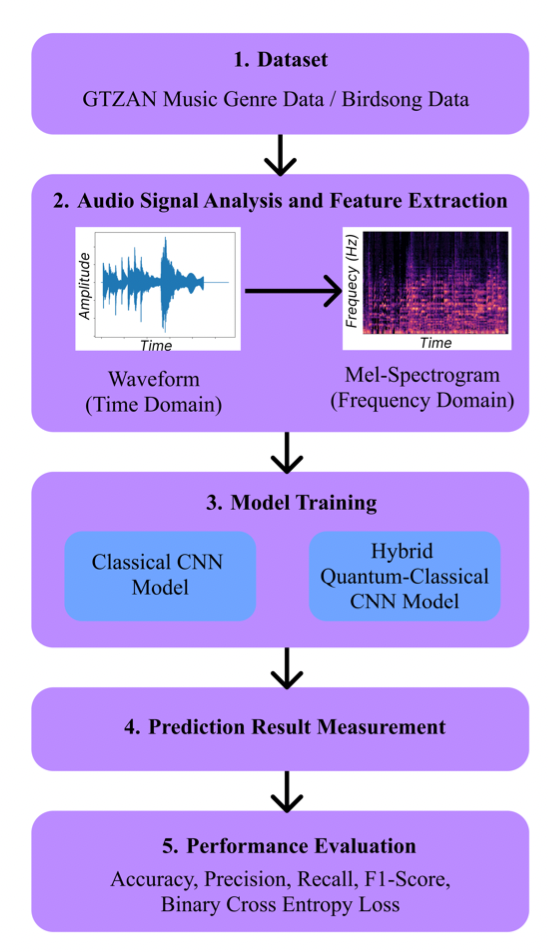 1. Dataset
GTZAN Music Genre Data / Birdsong Data
2. Audio Signal Analysis and Feature Extraction
Amplitude
Time
Frequecy (Hz)
Time
Waveform
(Time Domain)
Mel-Spectrogram
(Frequency Domain)
3. Model Training
Classical CNN
Model
Hybrid
Quantum-Classical
CNN Model
4. Prediction Result Measurement
5. Performance Evaluation
Accuracy, Precision, Recall, F1-Score,
Binary Cross Entropy Loss